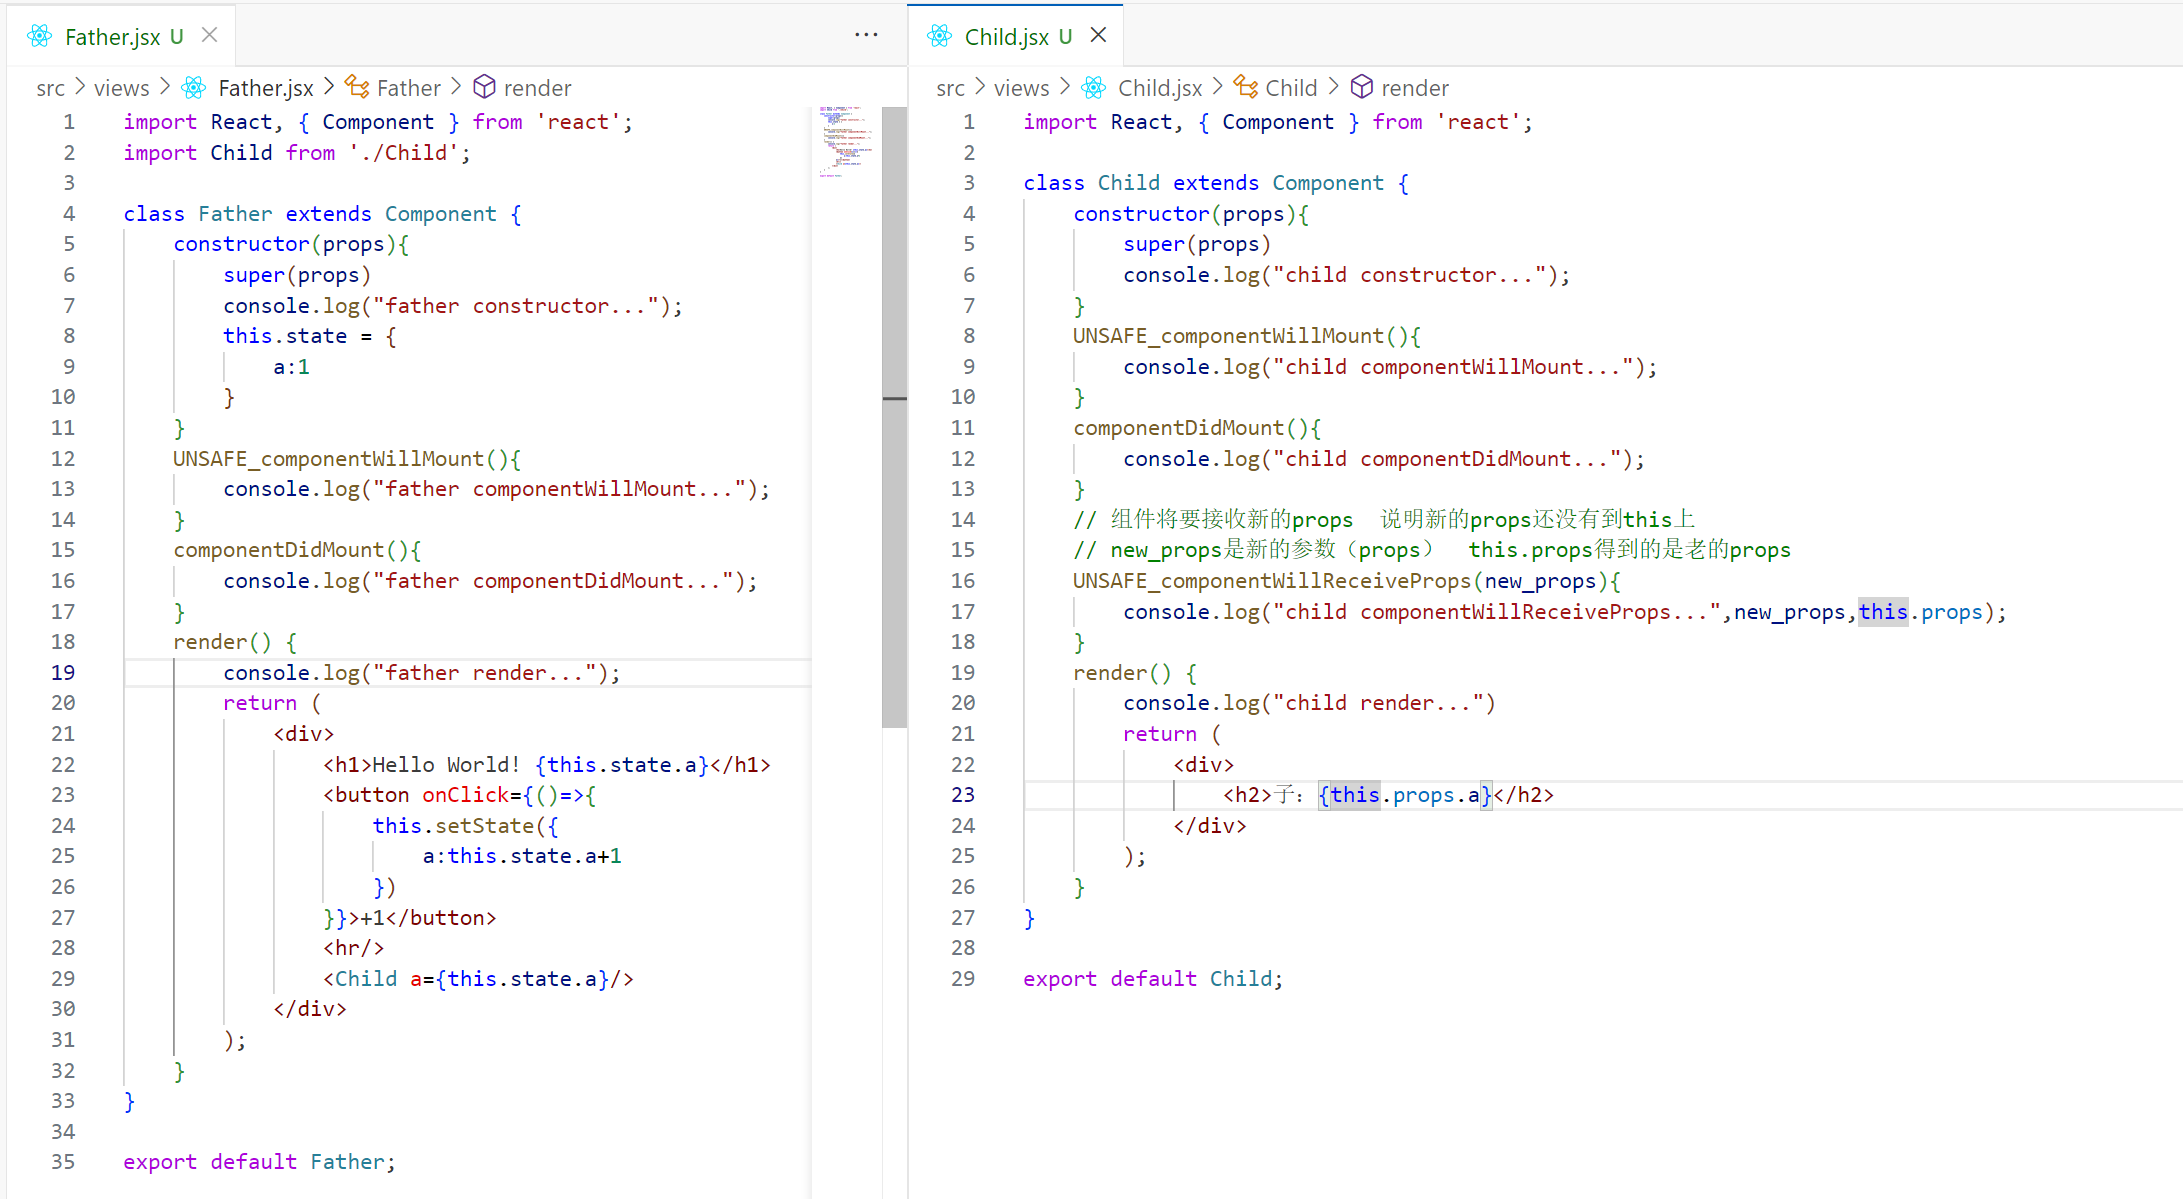 Father.jsx U
src > views > Father.jsx > Father > render
1 import React, { Component } from 'react';
2 import Child from './Child';
3
4 class Father extends Component {
5     constructor(props){
6         super(props)
7         console.log("father constructor...");
8         this.state = {
9             a:1
10         }
11     }
12     UNSAFE_componentWillMount(){
13         console.log("father componentWillMount...");
14     }
15     componentDidMount(){
16         console.log("father componentDidMount...");
17     }
18     render() {
19         console.log("father render...");
20         return (
21             <div>
22                 <h1>Hello World! {this.state.a}</h1>
23                 <button onClick={()=>{
24                     this.setState({
25                         a:this.state.a+1
26                     })
27                 }}>+1</button>
28                 <hr/>
29                 <Child a={this.state.a}/>
30             </div>
31         );
32     }
33 }
34
35 export default Father;
Child.jsx U
src > views > Child.jsx > Child > render
1 import React, { Component } from 'react';
2
3 class Child extends Component {
4     constructor(props){
5         super(props)
6         console.log("child constructor...");
7     }
8     UNSAFE_componentWillMount(){
9         console.log("child componentWillMount...");
10     }
11     componentDidMount(){
12         console.log("child componentDidMount...");
13     }
14     // 组件将要接收新的props  说明新的props还没有到this上
15     // new_props是新的参数（props）  this.props得到的是老的props
16     UNSAFE_componentWillReceiveProps(new_props){
17         console.log("child componentWillReceiveProps...",new_props,this.props);
18     }
19     render() {
20         console.log("child render...")
21         return (
22             <div>
23                 <h2>子：{this.props.a}</h2>
24             </div>
25         );
26     }
27 }
28
29 export default Child;